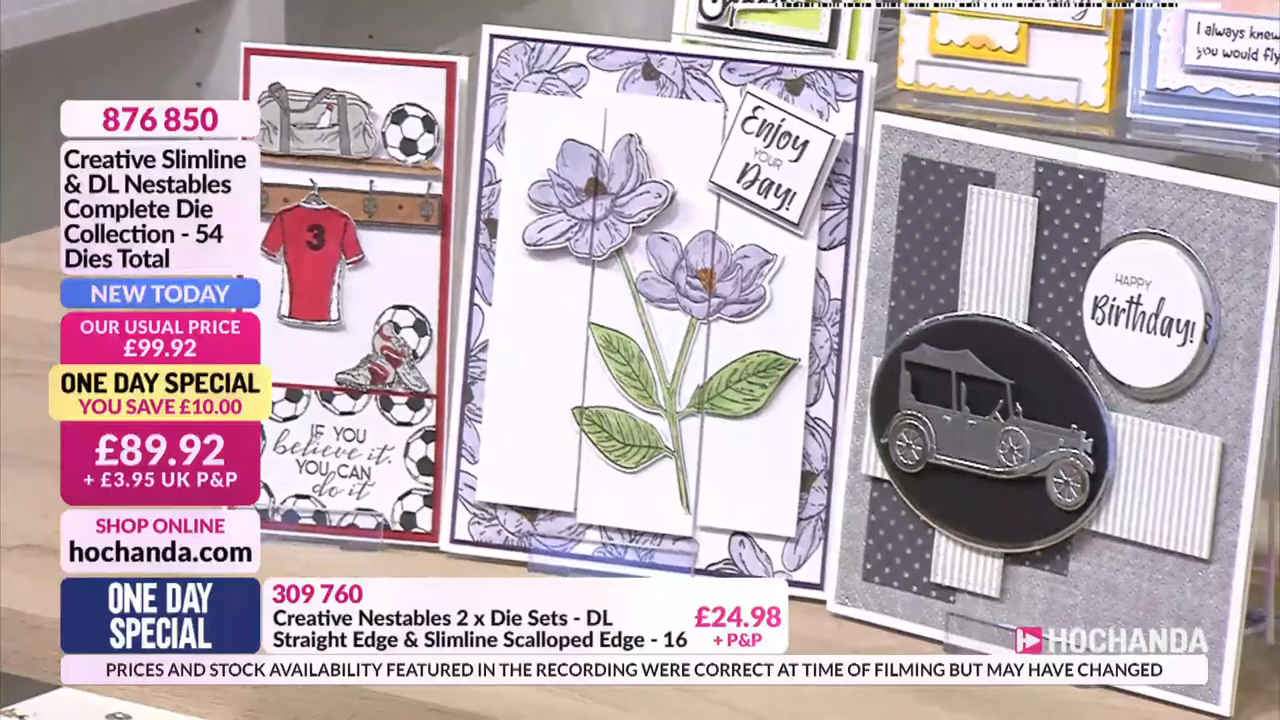 876 850
Creative Slimline
& DL Nestables
Complete Die
Collection - 54
Dies Total
NEW TODAY
OUR USUAL PRICE
£99.92
ONE DAY SPECIAL
YOU SAVE £10.00
£89.92
+ £3.95 UK P&P
SHOP ONLINE
hochanda.com
ONE DAY
SPECIAL
309 760
Creative Nestables 2 x Die Sets - DL
Straight Edge & Slimline Scalloped Edge - 16
£24.98
+ P&P
PRICES AND STOCK AVAILABILITY FEATURED IN THE RECORDING WERE CORRECT AT TIME OF FILMING BUT MAY HAVE CHANGED
HOCHANDA
3
IF YOU
believe it,
YOU CAN
do it
Enjoy
YOUR
Day!
HAPPY
Birthday!
I always knew
you would fly